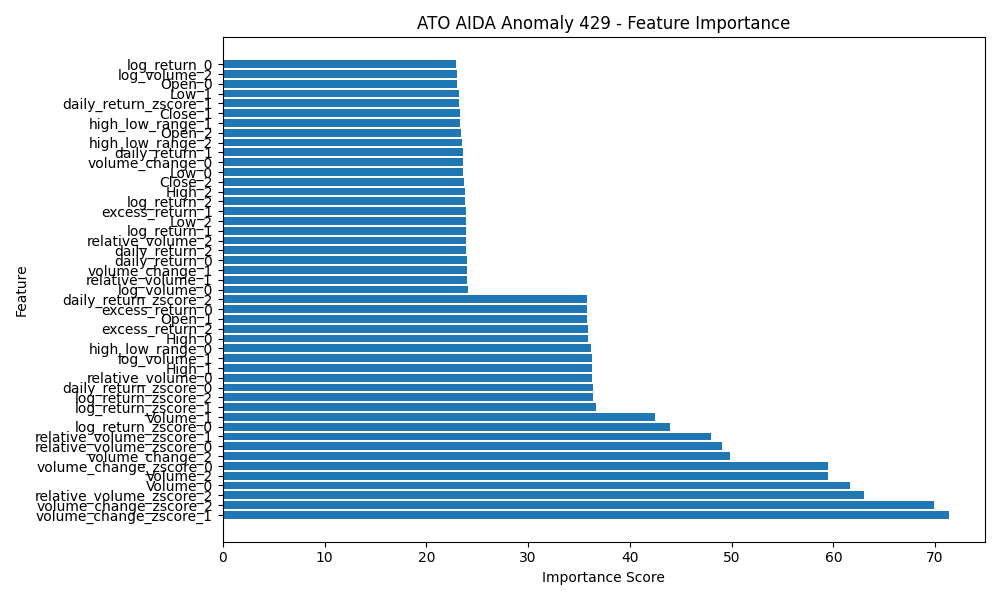 ATO AIDA Anomaly 429 - Feature Importance
log_return_0
log_volume_2
Open_0
Low_1
daily_return_zscore_1
Close_1
high_low_range_1
Open_2
high_low_range_2
daily_return_1
volume_change_0
Low_0
Close_2
High_2
log_return_2
excess_return_1
Low_2
log_return_1
relative_volume_2
daily_return_2
daily_return_0
volume_change_1
relative_volume_1
log_volume_0
daily_return_zscore_2
excess_return_0
Open_1
excess_return_2
High_0
high_low_range_0
log_volume_1
High_1
relative_volume_0
daily_return_zscore_0
log_return_zscore_2
log_return_zscore_1
Volume_1
log_return_zscore_0
relative_volume_zscore_1
relative_volume_zscore_0
volume_change_2
volume_change_zscore_0
Volume_2
Volume_0
relative_volume_zscore_2
volume_change_zscore_2
volume_change_zscore_1
Feature
0 10 20 30 40 50 60 70
Importance Score